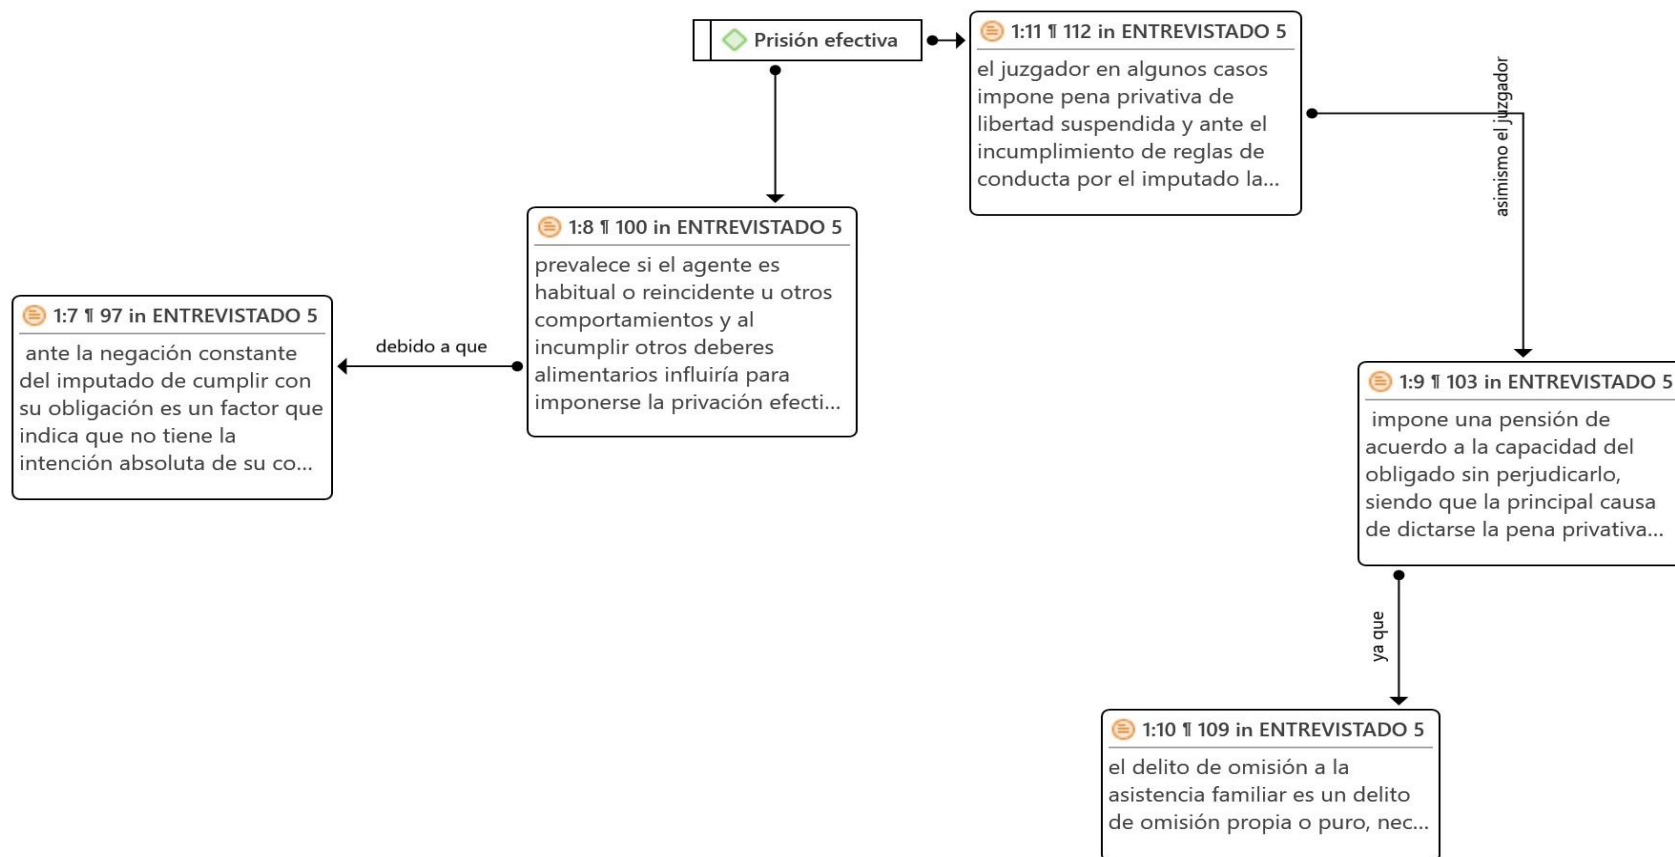 Prisión efectiva
1:11 ¶ 112 in ENTREVISTADO 5
el juzgador en algunos casos
impone pena privativa de
libertad suspendida y ante el
incumplimiento de reglas de
conducta por el imputado la...
asimismo el juzgador
1:8 ¶ 100 in ENTREVISTADO 5
prevalece si el agente es
habitual o reincidente u otros
comportamientos y al
incumplir otros deberes
alimentarios influiría para
imponerse la privación efecti...
debido a que
1:7 ¶ 97 in ENTREVISTADO 5
ante la negación constante
del imputado de cumplir con
su obligación es un factor que
indica que no tiene la
intención absoluta de su co...
1:9 ¶ 103 in ENTREVISTADO 5
impone una pensión de
acuerdo a la capacidad del
obligado sin perjudicarlo,
siendo que la principal causa
de dictarse la pena privativa...
ya que
1:10 ¶ 109 in ENTREVISTADO 5
el delito de omisión a la
asistencia familiar es un delito
de omisión propia o puro, nec...